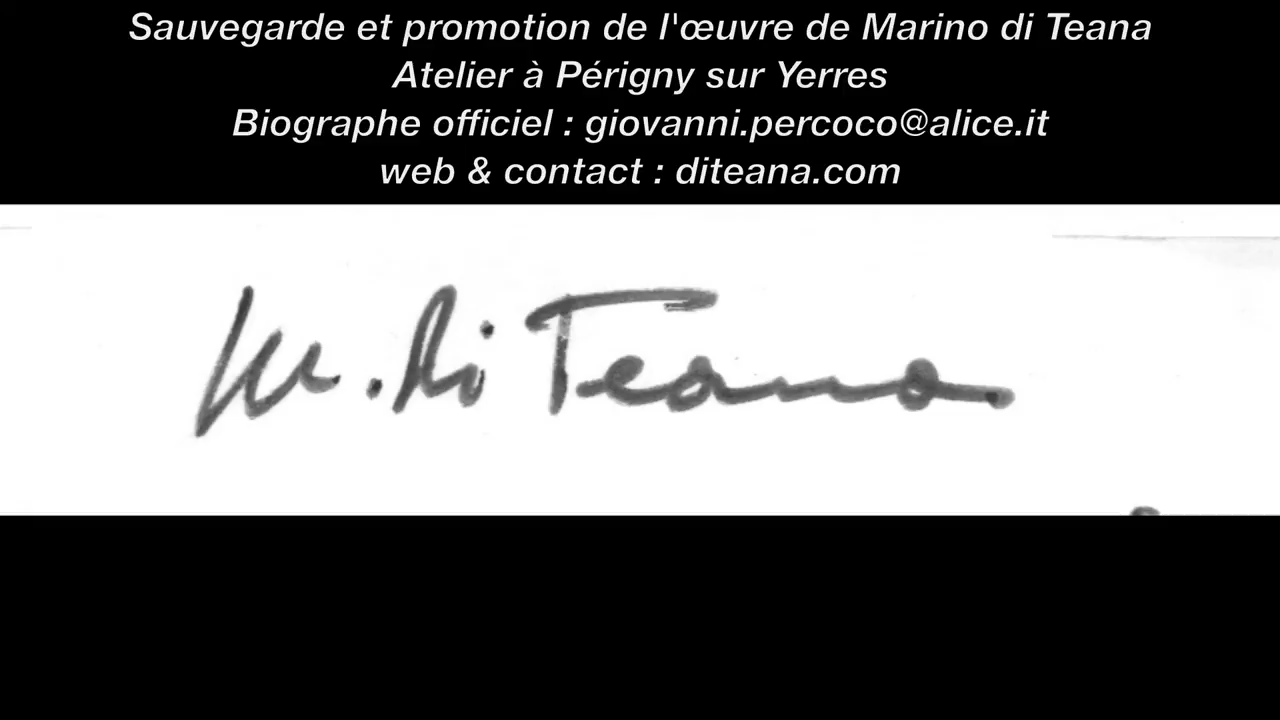 Sauvegarde et promotion de l'œuvre de Marino di Teana
Atelier à Périgny sur Yerres
Biographe officiel : giovanni.percoco@alice.it
web & contact : diteana.com
M. Di Teana